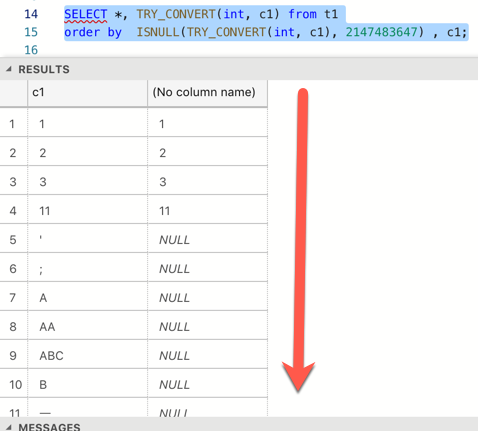 14 SELECT *, TRY_CONVERT(int, c1) from t1
15 order by  ISNULL(TRY_CONVERT(int, c1), 2147483647) , c1;
16
RESULTS
c1 (No column name)
1 1 1
2 2 2
3 3 3
4 11 11
5 ' NULL
6 ; NULL
7 A NULL
8 AA NULL
9 ABC NULL
10 B NULL
11 NULL
MESSAGES